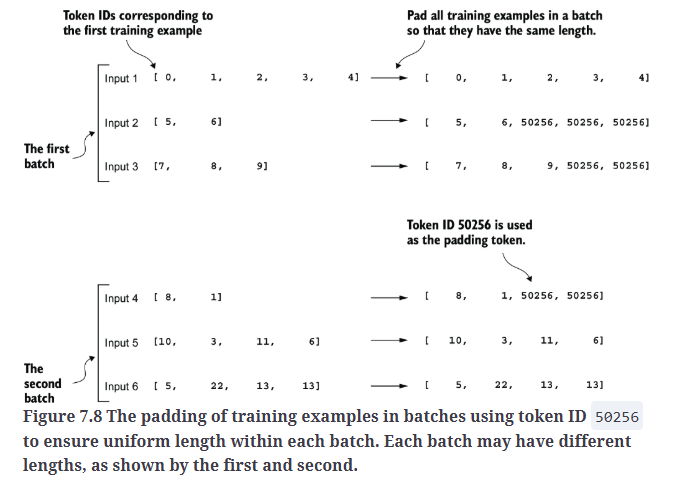 Token IDs corresponding to
the first training example
Pad all training examples in a batch
so that they have the same length.
Input 1 [ 0, 1, 2, 3, 4] [ 0, 1, 2, 3, 4]
Input 2 [ 5, 6] [ 5, 6, 50256, 50256, 50256]
The first
batch
Input 3 [7, 8, 9] [ 7, 8, 9, 50256, 50256]
Token ID 50256 is used
as the padding token.
Input 4 [ 8, 1] [ 8, 1, 50256, 50256]
Input 5 [10, 3, 11, 6] [ 10, 3, 11, 6]
The
second
batch
Input 6 [ 5, 22, 13, 13] [ 5, 22, 13, 13]
Figure 7.8 The padding of training examples in batches using token ID 50256
to ensure uniform length within each batch. Each batch may have different
lengths, as shown by the first and second.